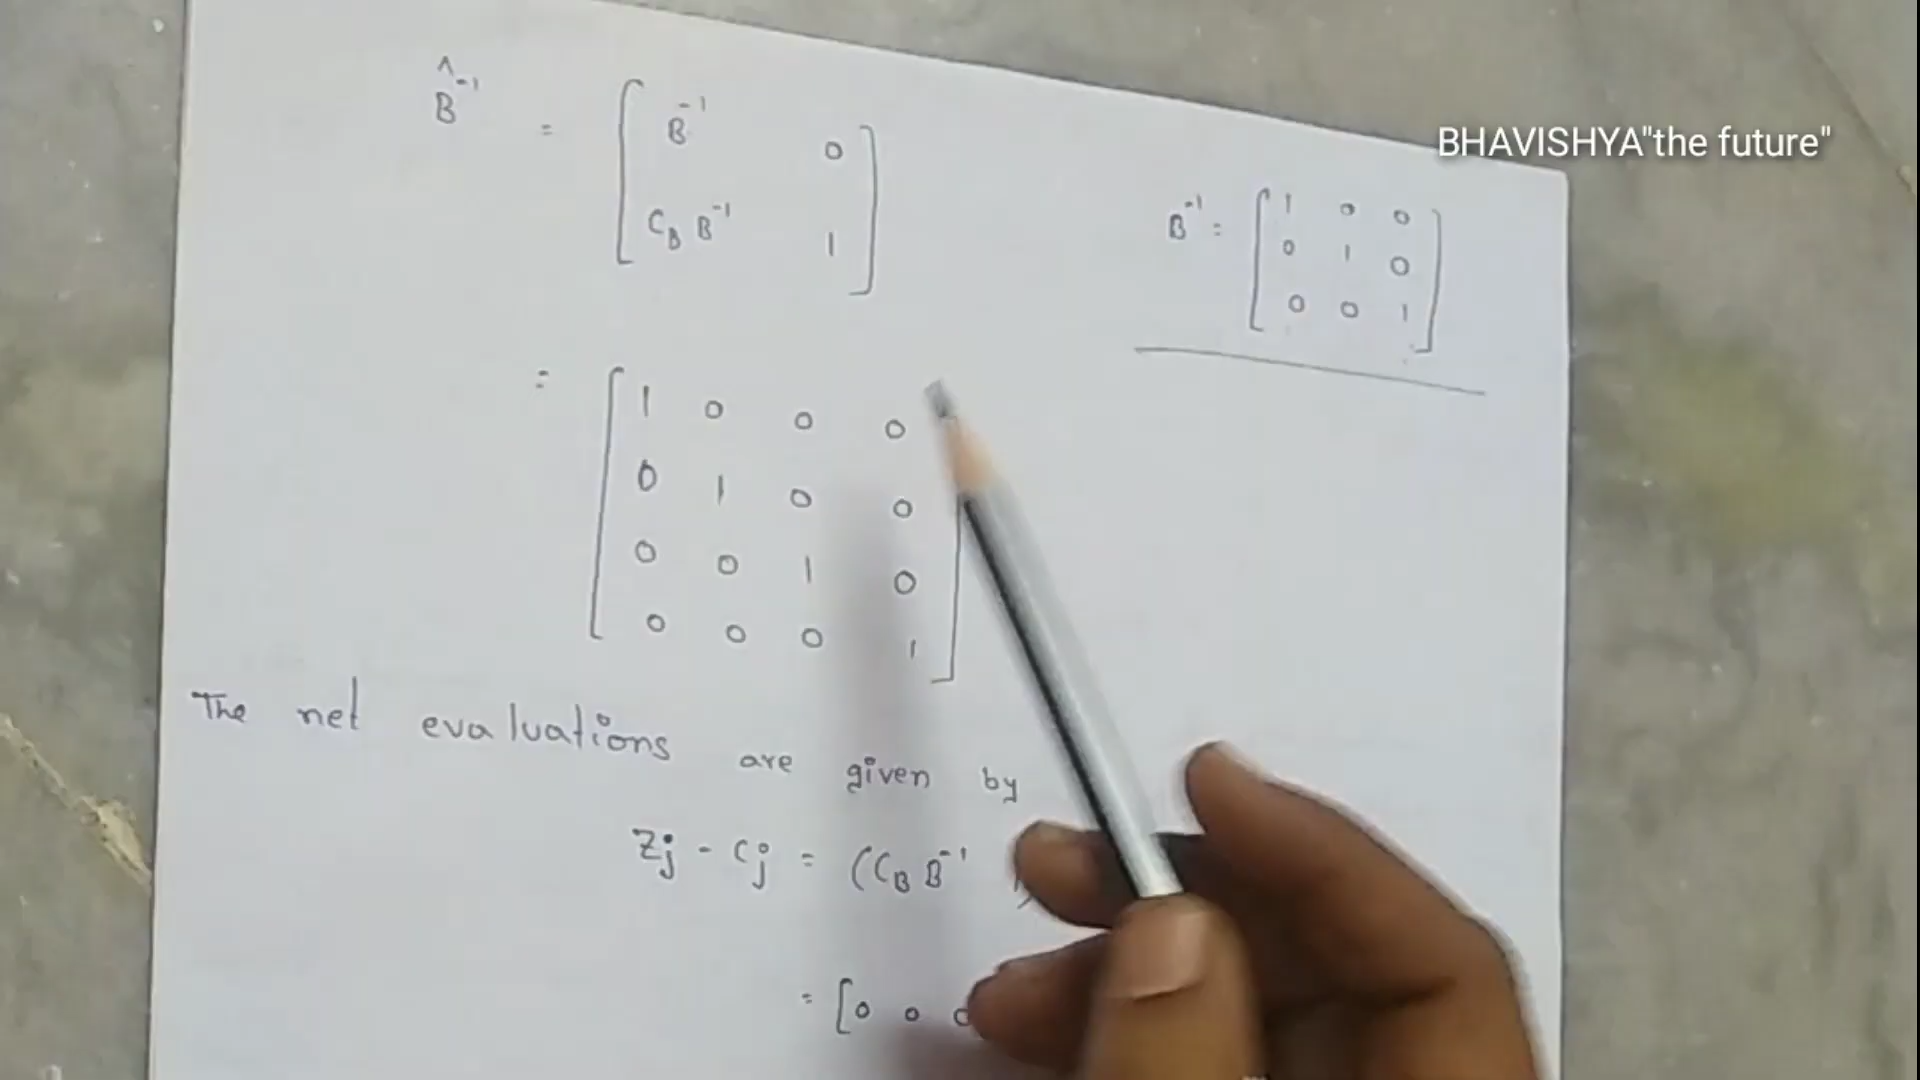 BHAVISHYA"the future"
B̂⁻¹ = [ B⁻¹ 0
C_B B⁻¹ 1 ]
B⁻¹ = [ 1 0 0
0 1 0
0 0 1 ]
= [ 1 0 0 0
0 1 0 0
0 0 1 0
0 0 0 1 ]
The net evaluations are given by
Zj - Cj = (C_B B⁻¹
= [0 0